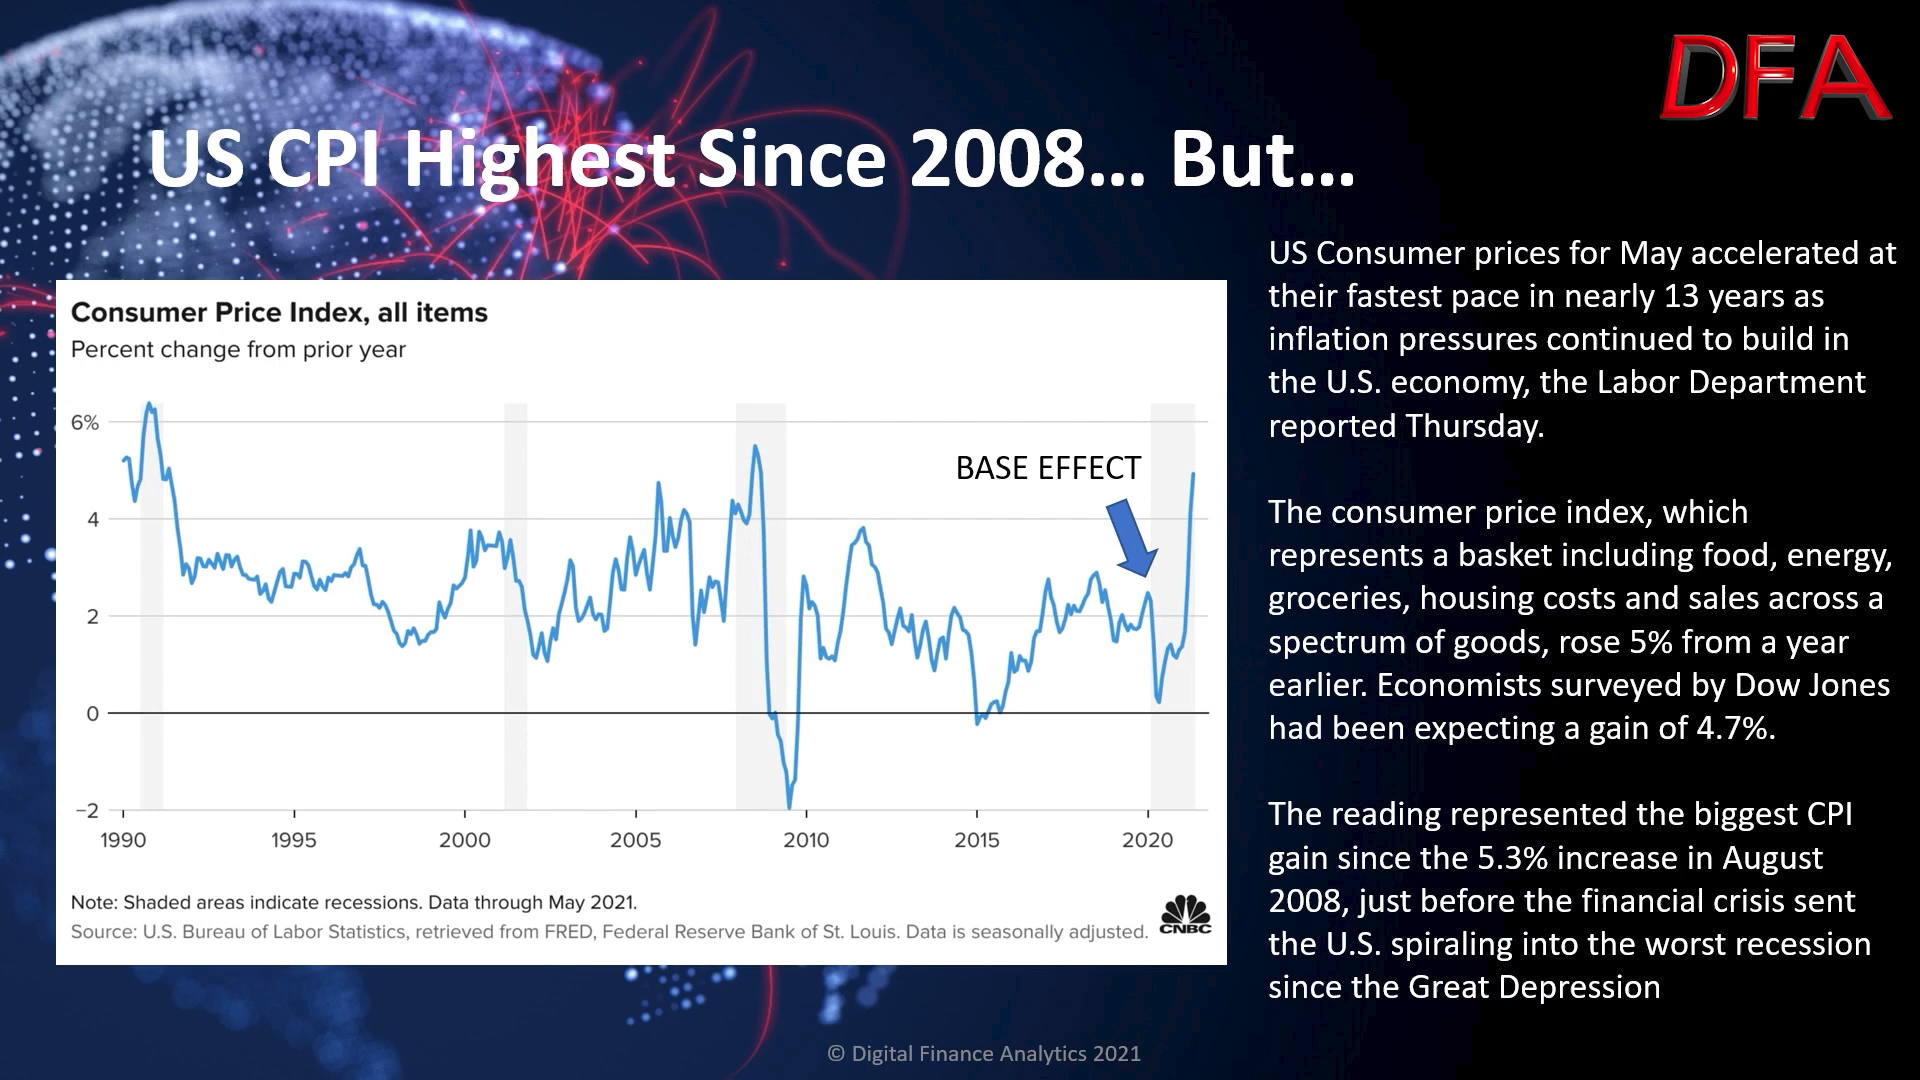 DFA
US CPI Highest Since 2008... But...
Consumer Price Index, all items
Percent change from prior year
6%
4
2
0
−2
1990 1995 2000 2005 2010 2015 2020
BASE EFFECT
Note: Shaded areas indicate recessions. Data through May 2021.
Source: U.S. Bureau of Labor Statistics, retrieved from FRED, Federal Reserve Bank of St. Louis. Data is seasonally adjusted.
CNBC
US Consumer prices for May accelerated at
their fastest pace in nearly 13 years as
inflation pressures continued to build in
the U.S. economy, the Labor Department
reported Thursday.
The consumer price index, which
represents a basket including food, energy,
groceries, housing costs and sales across a
spectrum of goods, rose 5% from a year
earlier. Economists surveyed by Dow Jones
had been expecting a gain of 4.7%.
The reading represented the biggest CPI
gain since the 5.3% increase in August
2008, just before the financial crisis sent
the U.S. spiraling into the worst recession
since the Great Depression
© Digital Finance Analytics 2021